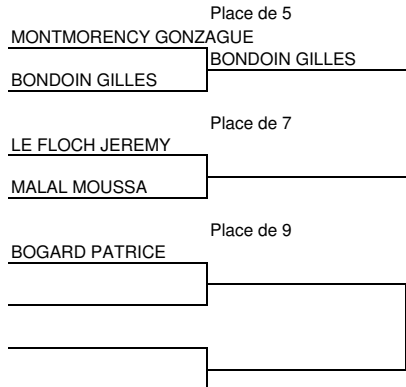 Place de 5
MONTMORENCY GONZAGUE
BONDOIN GILLES
BONDOIN GILLES
Place de 7
LE FLOCH JEREMY
MALAL MOUSSA
Place de 9
BOGARD PATRICE